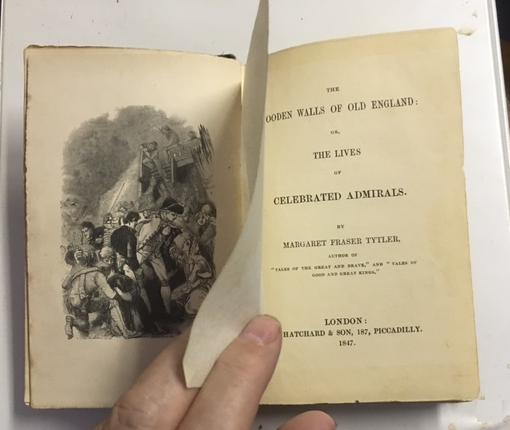 THE
OODEN WALLS OF OLD ENGLAND:
OR,
THE LIVES
OF
CELEBRATED ADMIRALS.
BY
MARGARET FRASER TYTLER,
AUTHOR OF
"TALES OF THE GREAT AND BRAVE," AND "TALES OF
GOOD AND GREAT KINGS,"
LONDON:
HATCHARD & SON, 187, PICCADILLY.
1847.